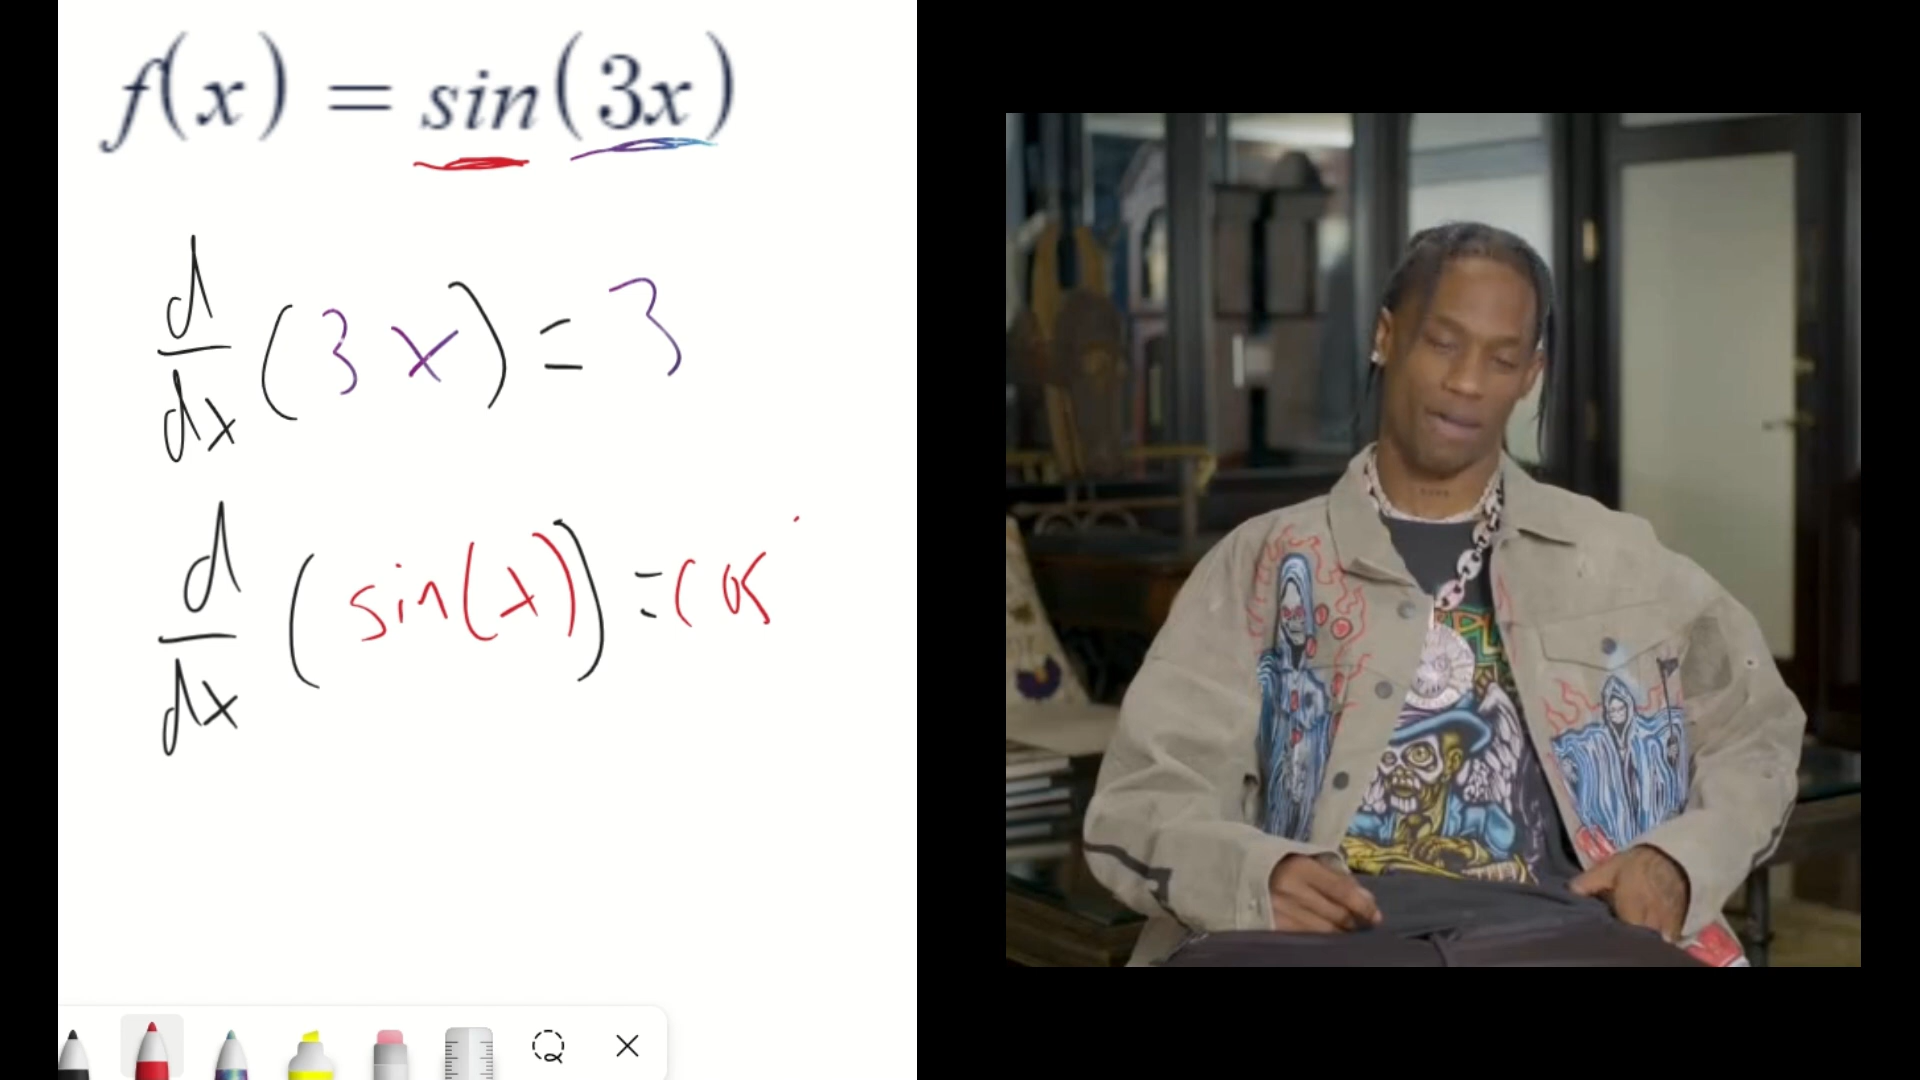 f(x) = sin(3x)
d/dx (3x) = 3
d/dx (sin(x)) = cos